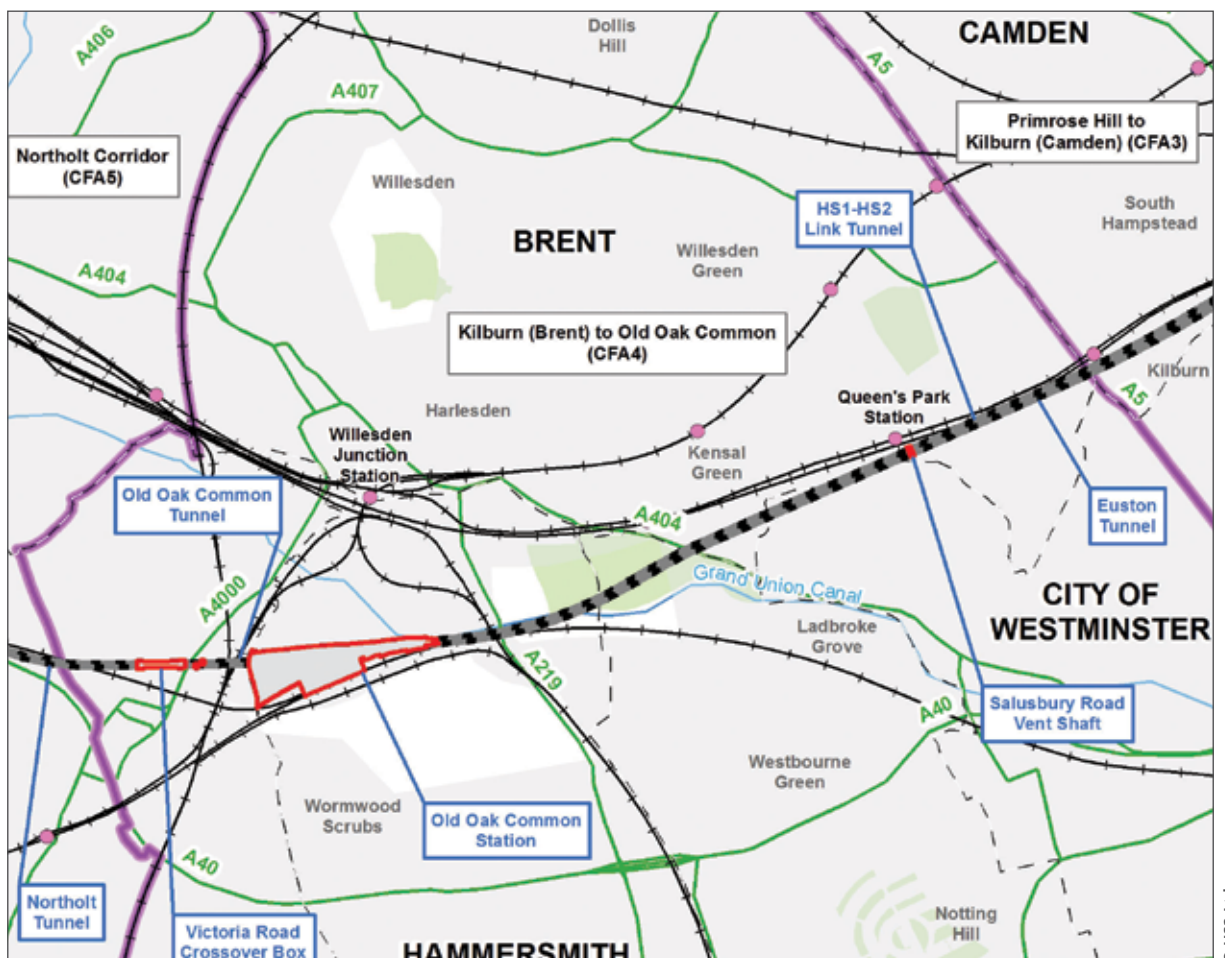 Dollis
Hill
CAMDEN
A406
A5
A407
Primrose Hill to
Kilburn (Camden) (CFA3)
Northolt Corridor
(CFA5)
Willesden
HS1-HS2
Link Tunnel
South
Hampstead
BRENT
Willesden
Green
A404
Kilburn (Brent) to Old Oak Common
(CFA4)
Kilburn
Queen's Park
Station
A5
Harlesden
Willesden
Junction
Station
Kensal
Green
Old Oak Common
Tunnel
A404
Euston
Tunnel
Grand Union Canal
A4000
CITY OF
WESTMINSTER
Ladbroke
Grove
A219
Salusbury Road
Vent Shaft
A40
Westbourne
Green
Wormwood
Scrubs
Old Oak Common
Station
A40
Northolt
Tunnel
Victoria Road
Crossover Box
Notting
Hill
HAMMERSMITH